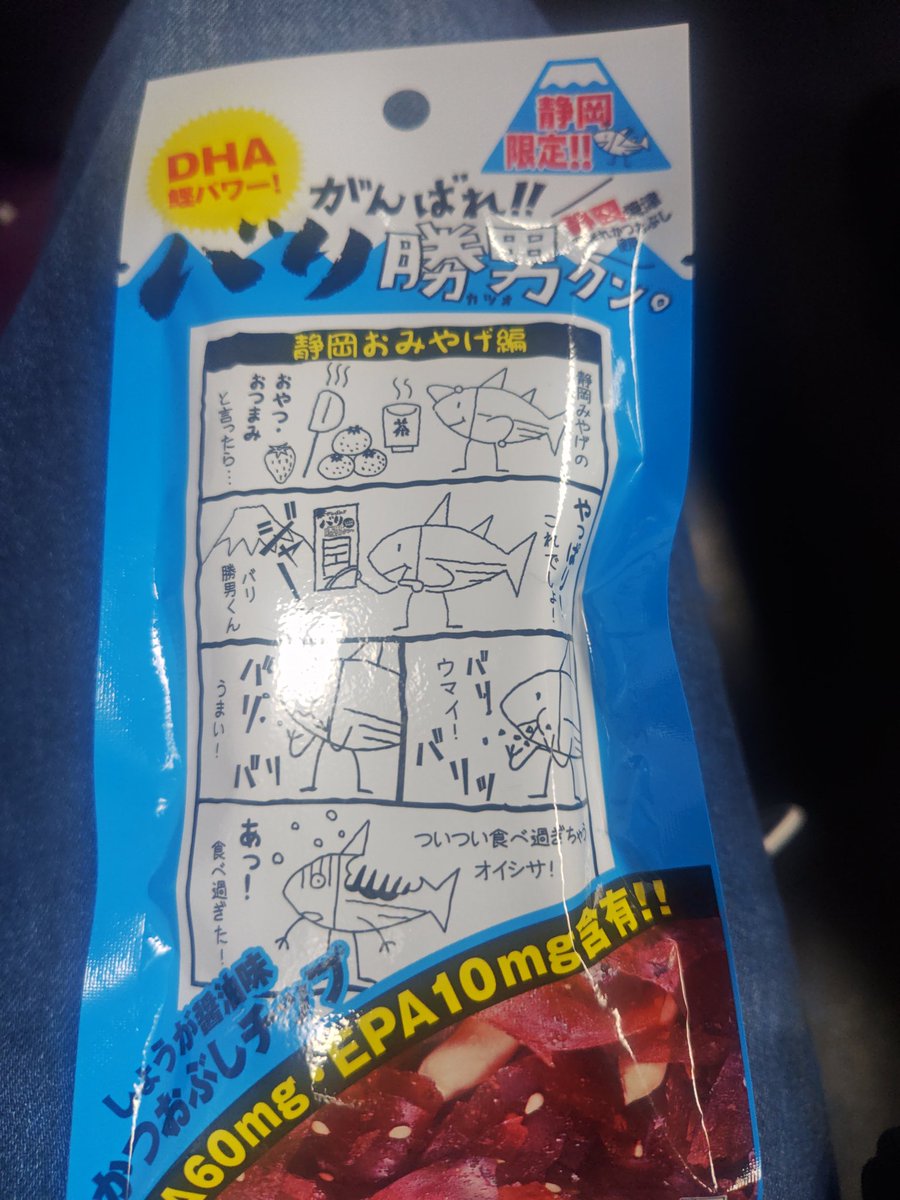 DHA
鰹パワー!
静岡
限定!!
がんばれ!!
バリ勝男クン。
カツオ
静岡おみやげ編
静岡みやげの
おやつ・
おつまみ
と言ったら…
茶
やっぱり、
これでしょー
バリ
ジャー
バリ
勝男くん
バリッ
ウマイ!
バリッ
バリ
バリ
うまい!
ついつい食べ過ぎちゃう
オイシサ!
あっ!
食べ過ぎた!
しょうが醤油味
かつおぶしチップ
A60mg・EPA10mg含有!!